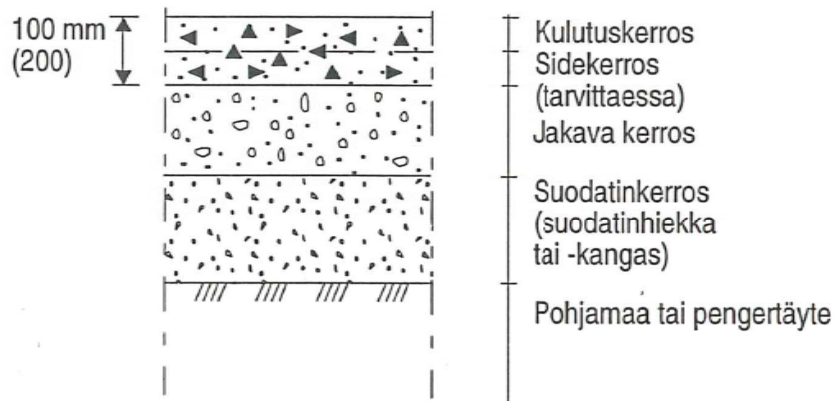 100 mm
(200)
Kulutuskerros
Sidekerros
(tarvittaessa)
Jakava kerros
Suodatinkerros
(suodatinhiekka
tai -kangas)
Pohjamaa tai pengertäyte